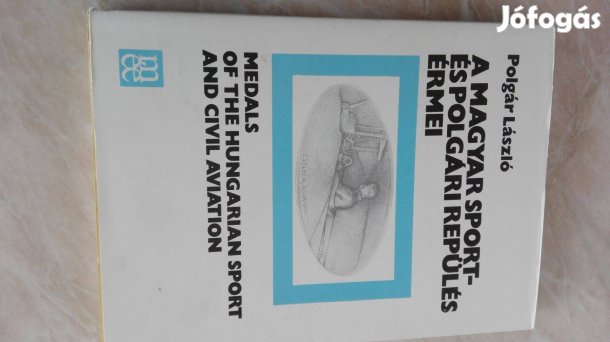 Jófogás
Polgár László
A MAGYAR SPORT-
ÉS POLGÁRI REPÜLÉS
ÉRMEI
MEDALS
OF THE HUNGARIAN SPORT
AND CIVIL AVIATION